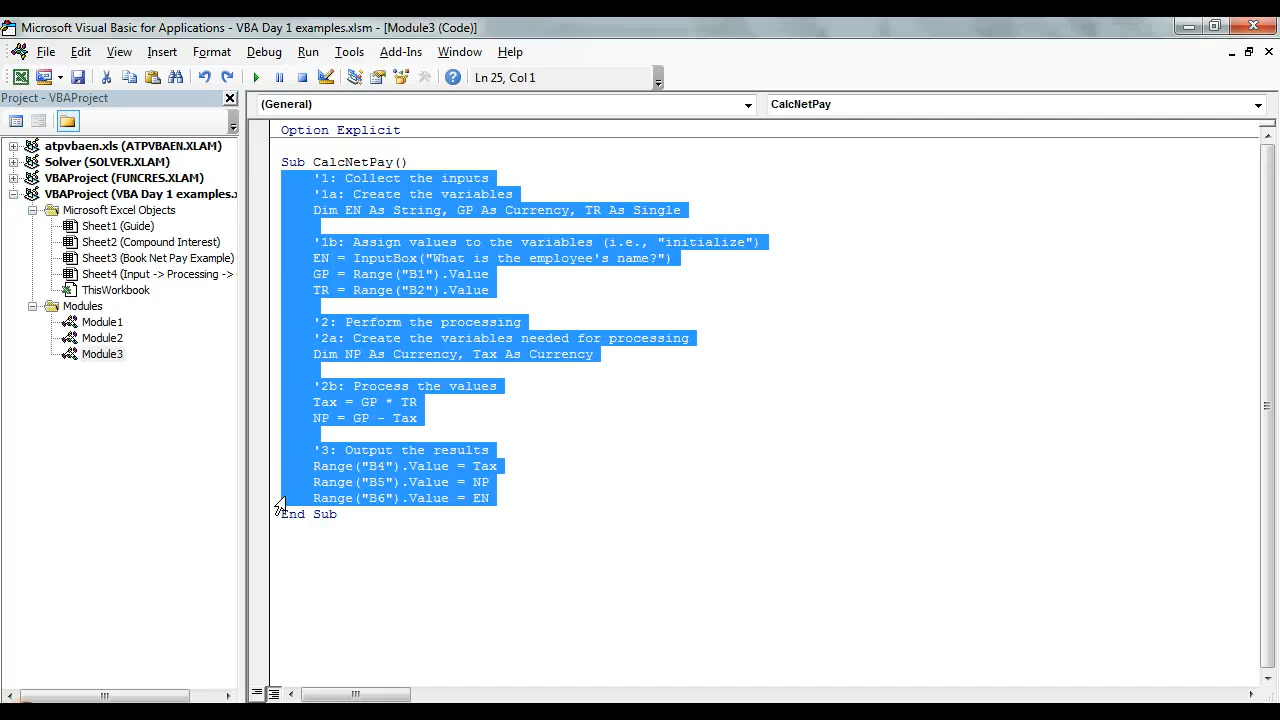 Microsoft Visual Basic for Applications - VBA Day 1 examples.xlsm - [Module3 (Code)]
File Edit View Insert Format Debug Run Tools Add-Ins Window Help
Ln 25, Col 1
Project - VBAProject
(General) CalcNetPay
atpvbaen.xls (ATPVBAEN.XLAM)
Solver (SOLVER.XLAM)
VBAProject (FUNCRES.XLAM)
VBAProject (VBA Day 1 examples.x
Microsoft Excel Objects
Sheet1 (Guide)
Sheet2 (Compound Interest)
Sheet3 (Book Net Pay Example)
Sheet4 (Input -> Processing ->
ThisWorkbook
Modules
Module1
Module2
Module3
Option Explicit
Sub CalcNetPay()
'1: Collect the inputs
'1a: Create the variables
Dim EN As String, GP As Currency, TR As Single
'1b: Assign values to the variables (i.e., "initialize")
EN = InputBox("What is the employee's name?")
GP = Range("B1").Value
TR = Range("B2").Value
'2: Perform the processing
'2a: Create the variables needed for processing
Dim NP As Currency, Tax As Currency
'2b: Process the values
Tax = GP * TR
NP = GP - Tax
'3: Output the results
Range("B4").Value = Tax
Range("B5").Value = NP
Range("B6").Value = EN
End Sub